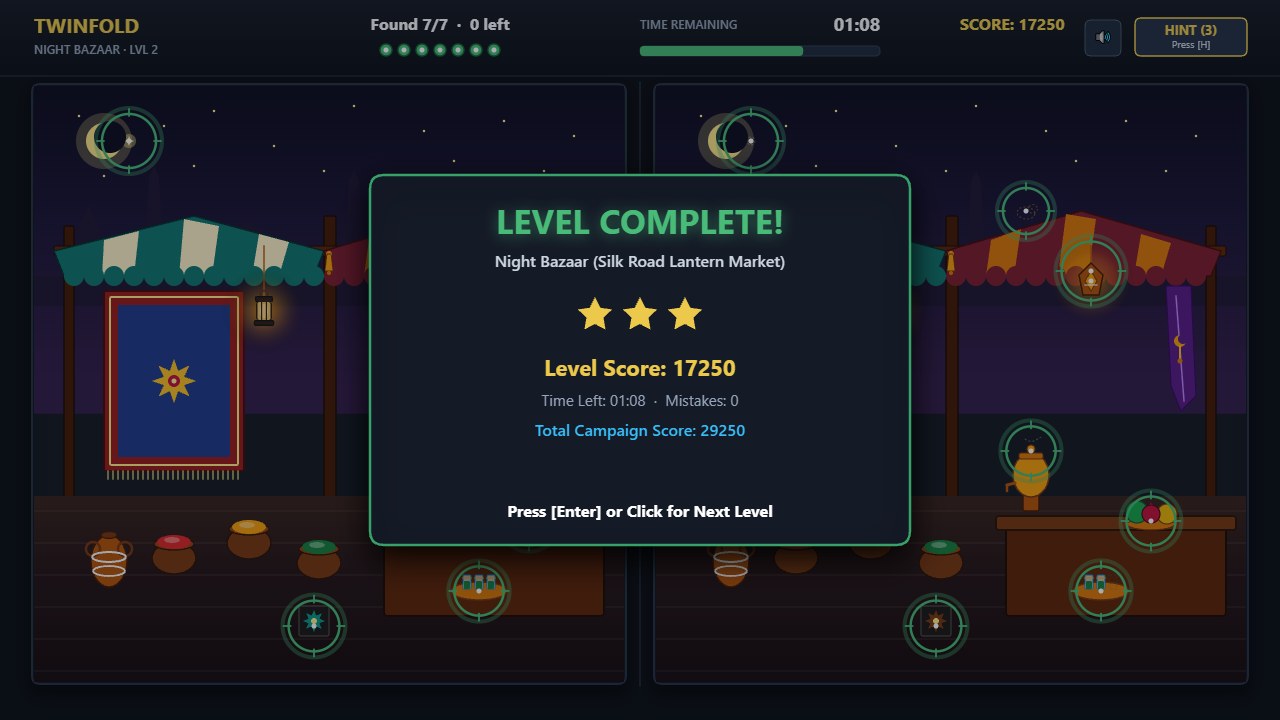 TWINFOLD
NIGHT BAZAAR · LVL 2
Found 7/7 · 0 left
TIME REMAINING
01:08
SCORE: 17250
HINT (3)
Press [H]
LEVEL COMPLETE!
Night Bazaar (Silk Road Lantern Market)
Level Score: 17250
Time Left: 01:08 · Mistakes: 0
Total Campaign Score: 29250
Press [Enter] or Click for Next Level